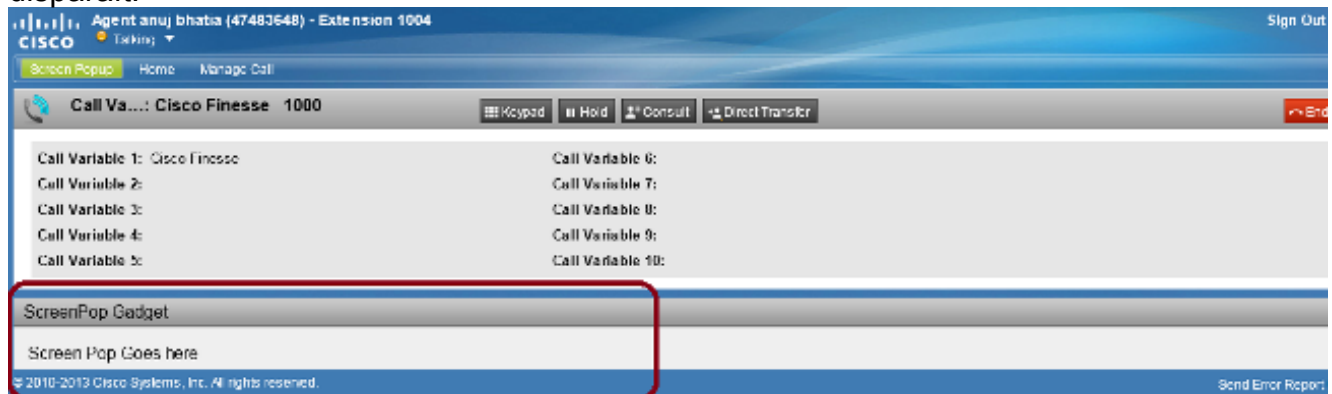 disparaît.
Agent anuj bhatia (47483648) - Extension 1004
Sign Out
CISCO
Talking
Screen Popup Home Manage Call
Call Va...: Cisco Finesse 1000
Keypad Hold Consult Direct Transfer End
Call Variable 1: Cisco Finesse
Call Variable 6:
Call Variable 2:
Call Variable 7:
Call Variable 3:
Call Variable 8:
Call Variable 4:
Call Variable 9:
Call Variable 5:
Call Variable 10:
ScreenPop Gadget
Screen Pop Goes here
© 2010-2013 Cisco Systems, Inc. All rights reserved.
Send Error Report